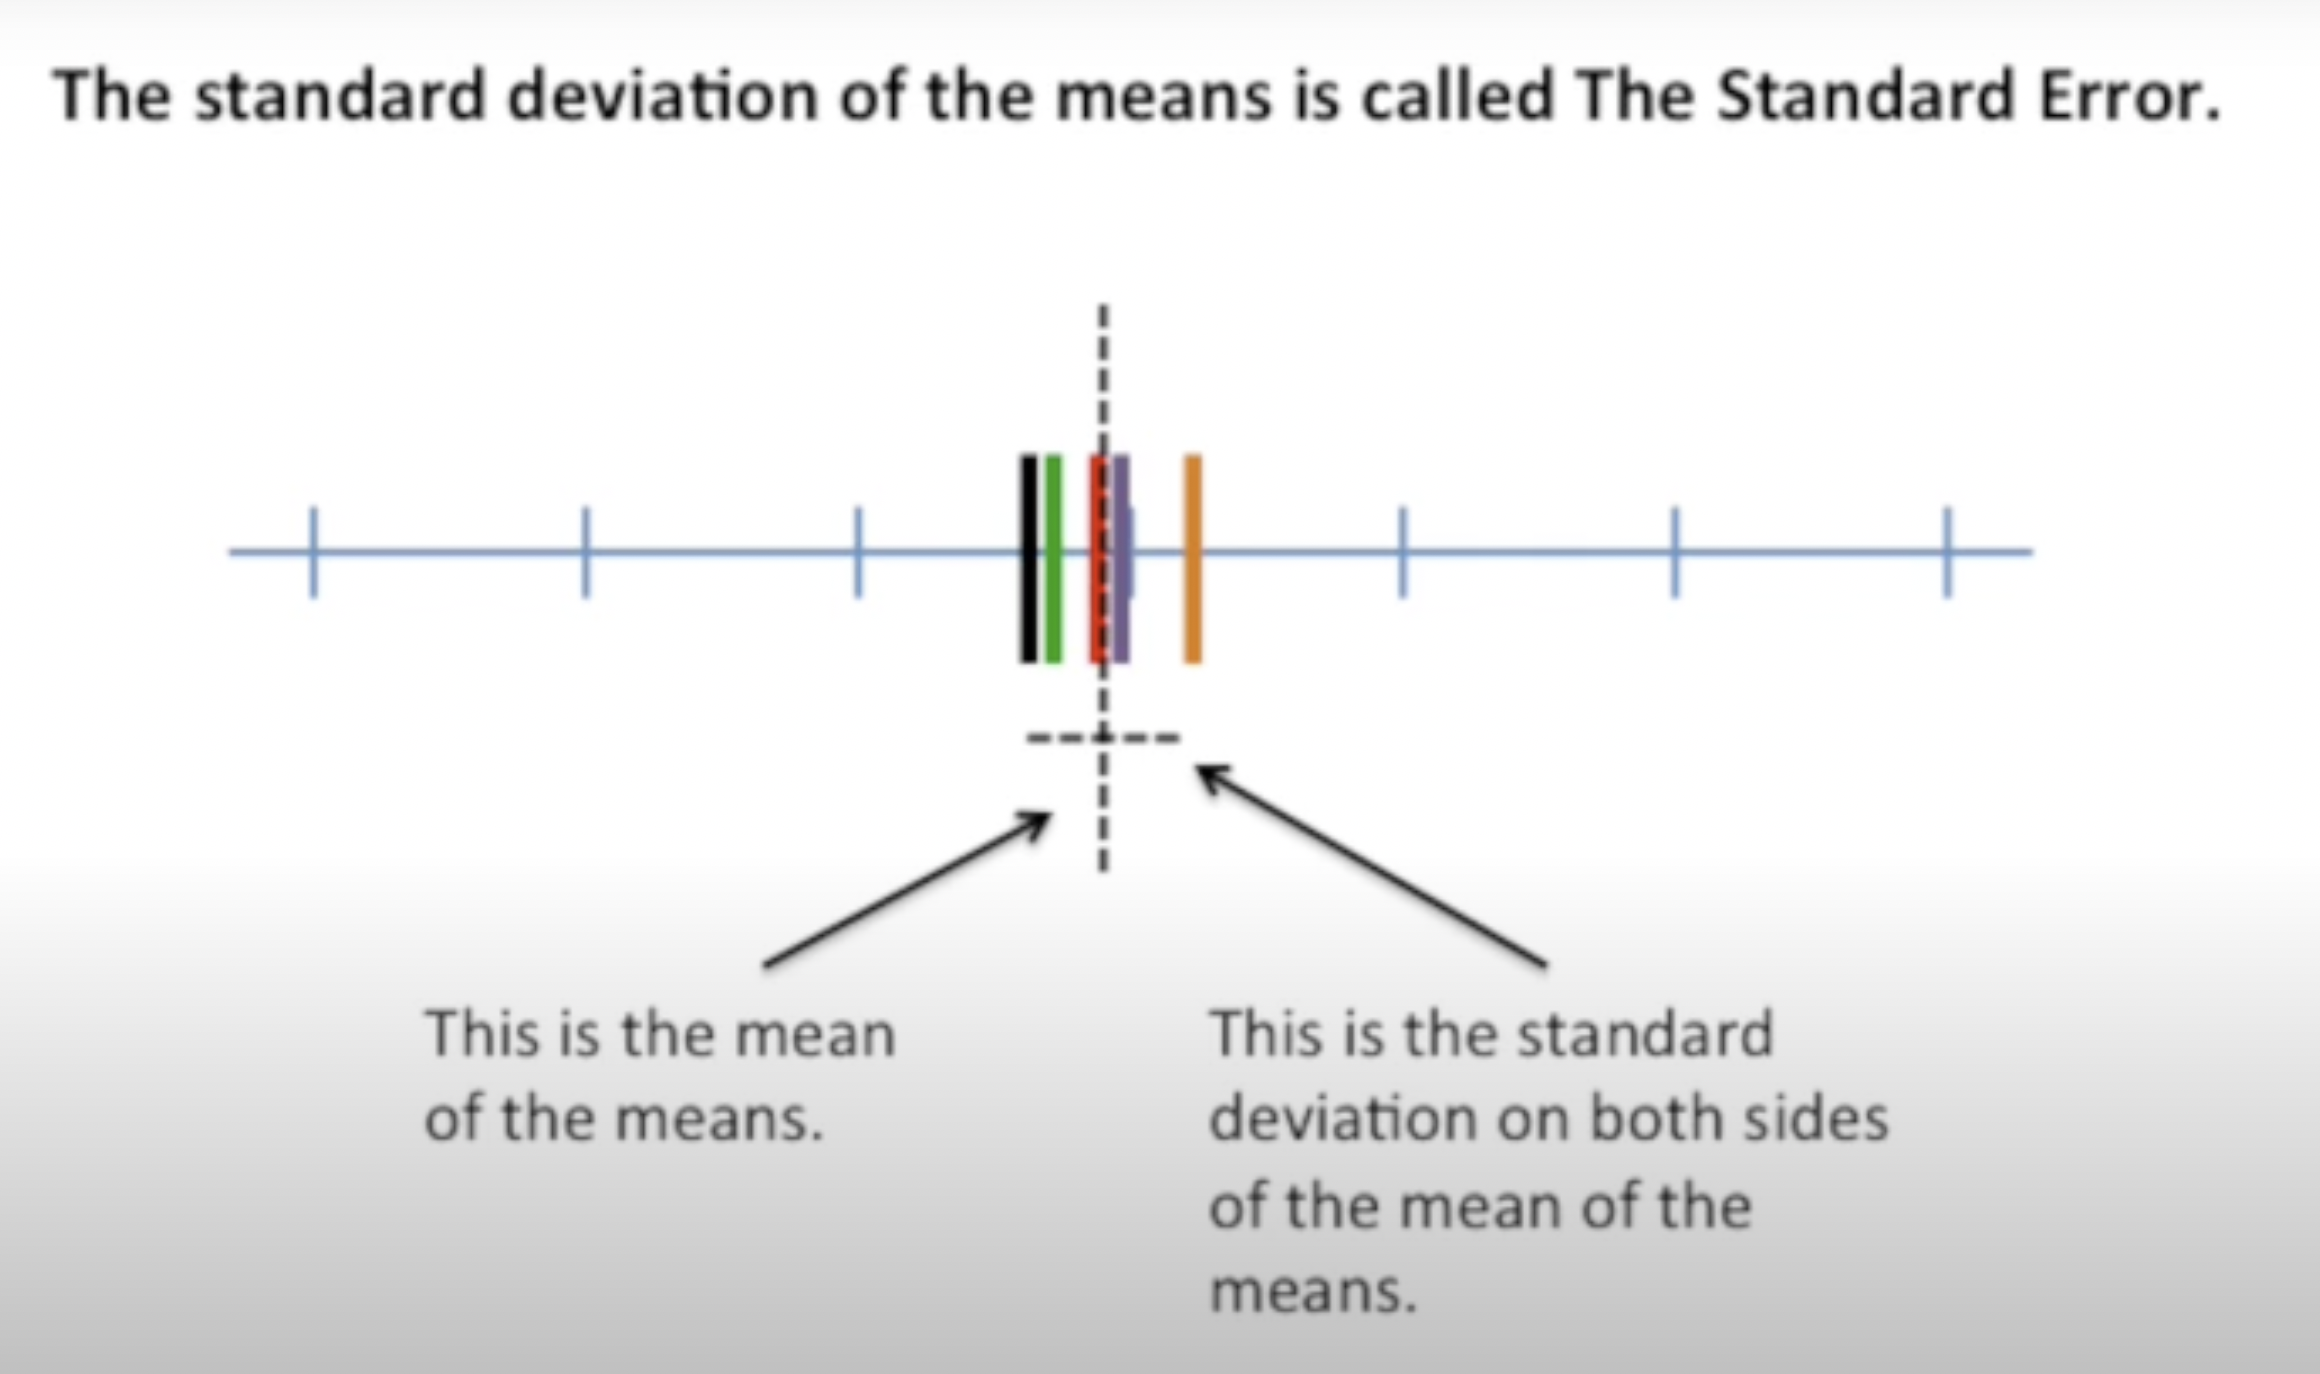 The standard deviation of the means is called The Standard Error.
This is the mean
of the means.
This is the standard
deviation on both sides
of the mean of the
means.